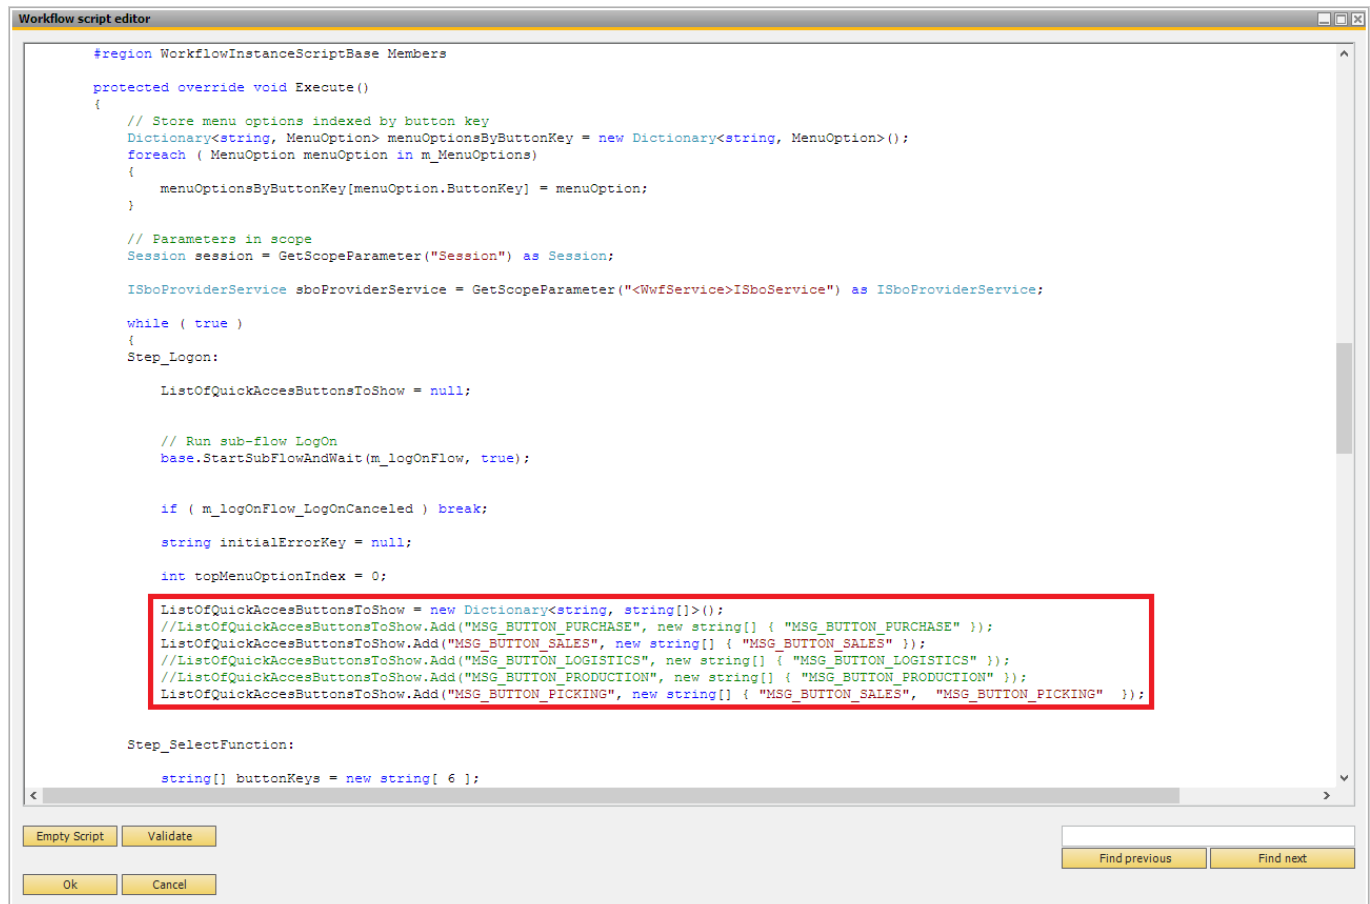 Workflow script editor
#region WorkflowInstanceScriptBase Members
protected override void Execute()
{
// Store menu options indexed by button key
Dictionary<string, MenuOption> menuOptionsByButtonKey = new Dictionary<string, MenuOption>();
foreach ( MenuOption menuOption in m_MenuOptions)
{
menuOptionsByButtonKey[menuOption.ButtonKey] = menuOption;
}
// Parameters in scope
Session session = GetScopeParameter("Session") as Session;
ISboProviderService sboProviderService = GetScopeParameter("<WwfService>ISboService") as ISboProviderService;
while ( true )
{
Step_Logon:
ListOfQuickAccesButtonsToShow = null;
// Run sub-flow LogOn
base.StartSubFlowAndWait(m_logOnFlow, true);
if ( m_logOnFlow_LogOnCanceled ) break;
string initialErrorKey = null;
int topMenuOptionIndex = 0;
ListOfQuickAccesButtonsToShow = new Dictionary<string, string[]>();
//ListOfQuickAccesButtonsToShow.Add("MSG_BUTTON_PURCHASE", new string[] { "MSG_BUTTON_PURCHASE" });
ListOfQuickAccesButtonsToShow.Add("MSG_BUTTON_SALES", new string[] { "MSG_BUTTON_SALES" });
//ListOfQuickAccesButtonsToShow.Add("MSG_BUTTON_LOGISTICS", new string[] { "MSG_BUTTON_LOGISTICS" });
//ListOfQuickAccesButtonsToShow.Add("MSG_BUTTON_PRODUCTION", new string[] { "MSG_BUTTON_PRODUCTION" });
ListOfQuickAccesButtonsToShow.Add("MSG_BUTTON_PICKING", new string[] { "MSG_BUTTON_SALES",  "MSG_BUTTON_PICKING"  });
Step_SelectFunction:
string[] buttonKeys = new string[ 6 ];
Empty Script Validate
Find previous Find next
Ok Cancel